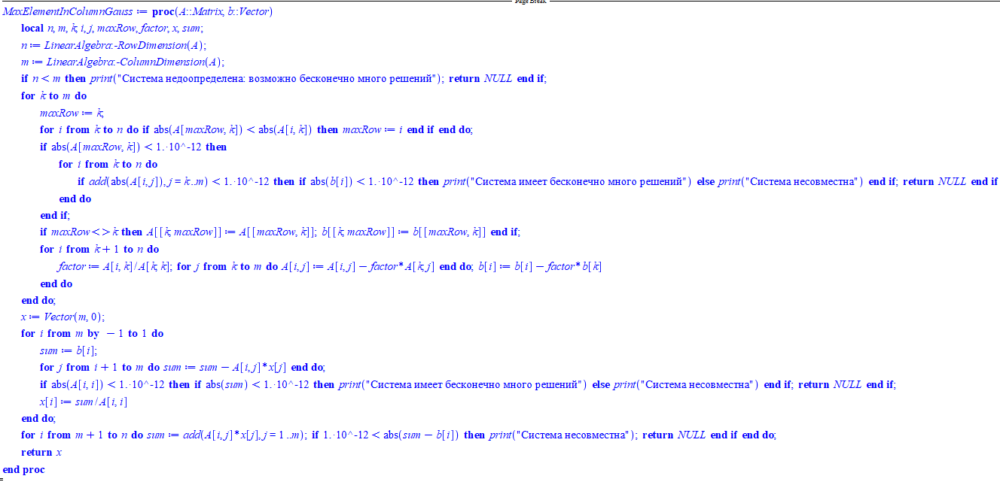 Page Break
MaxElementInColumnGauss := proc(A::Matrix, b::Vector)
local n, m, k, i, j, maxRow, factor, x, sum;
n := LinearAlgebra:-RowDimension(A);
m := LinearAlgebra:-ColumnDimension(A);
if n < m then print("Система недоопределена: возможно бесконечно много решений"); return NULL end if;
for k to m do
maxRow := k;
for i from k to n do if abs(A[maxRow, k]) < abs(A[i, k]) then maxRow := i end if end do;
if abs(A[maxRow, k]) < 1.·10^-12 then
for i from k to n do
if add(abs(A[i, j]), j = k..m) < 1.·10^-12 then if abs(b[i]) < 1.·10^-12 then print("Система имеет бесконечно много решений") else print("Система несовместна") end if; return NULL end if
end do
end if;
if maxRow <> k then A[[k, maxRow]] := A[[maxRow, k]]; b[[k, maxRow]] := b[[maxRow, k]] end if;
for i from k + 1 to n do
factor := A[i, k]/A[k, k]; for j from k to m do A[i, j] := A[i, j] − factor*A[k, j] end do; b[i] := b[i] − factor*b[k]
end do
end do;
x := Vector(m, 0);
for i from m by −1 to 1 do
sum := b[i];
for j from i + 1 to m do sum := sum − A[i, j]*x[j] end do;
if abs(A[i, i]) < 1.·10^-12 then if abs(sum) < 1.·10^-12 then print("Система имеет бесконечно много решений") else print("Система несовместна") end if; return NULL end if;
x[i] := sum/A[i, i]
end do;
for i from m + 1 to n do sum := add(A[i, j]*x[j], j = 1..m); if 1.·10^-12 < abs(sum − b[i]) then print("Система несовместна"); return NULL end if end do;
return x
end proc